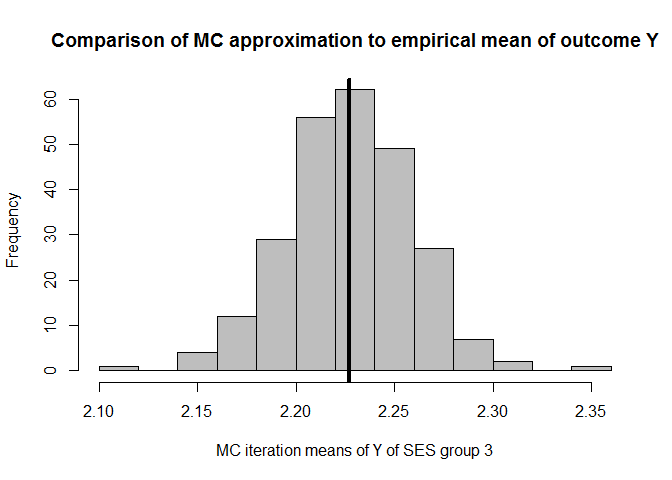 Comparison of MC approximation to empirical mean of outcome Y
Frequency
60
50
40
30
20
10
0
2.10 2.15 2.20 2.25 2.30 2.35
MC iteration means of Y of SES group 3